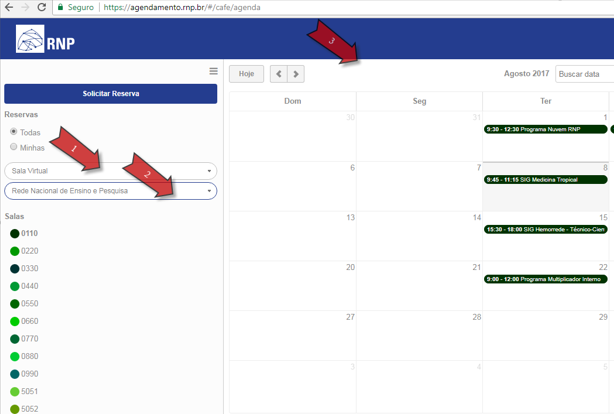 Seguro https://agendamento.rnp.br/#/cafe/agenda
RNP
3
Solicitar Reserva
Reservas
Todas
Minhas
1
Sala Virtual
2
Rede Nacional de Ensino e Pesquisa
Salas
0110
0220
0330
0440
0550
0660
0770
0880
0990
5051
5052
Hoje Agosto 2017 Buscar data
Dom Seg Ter
30 31 1
9:30 - 12:30 Programa Nuvem RNP
6 7 8
9:45 - 11:15 SIG Medicina Tropical
13 14 15
15:30 - 18:00 SIG Hemorrede - Técnico-Cien
20 21 22
9:00 - 12:00 Programa Multiplicador Interno
27 28 29
3 4 5